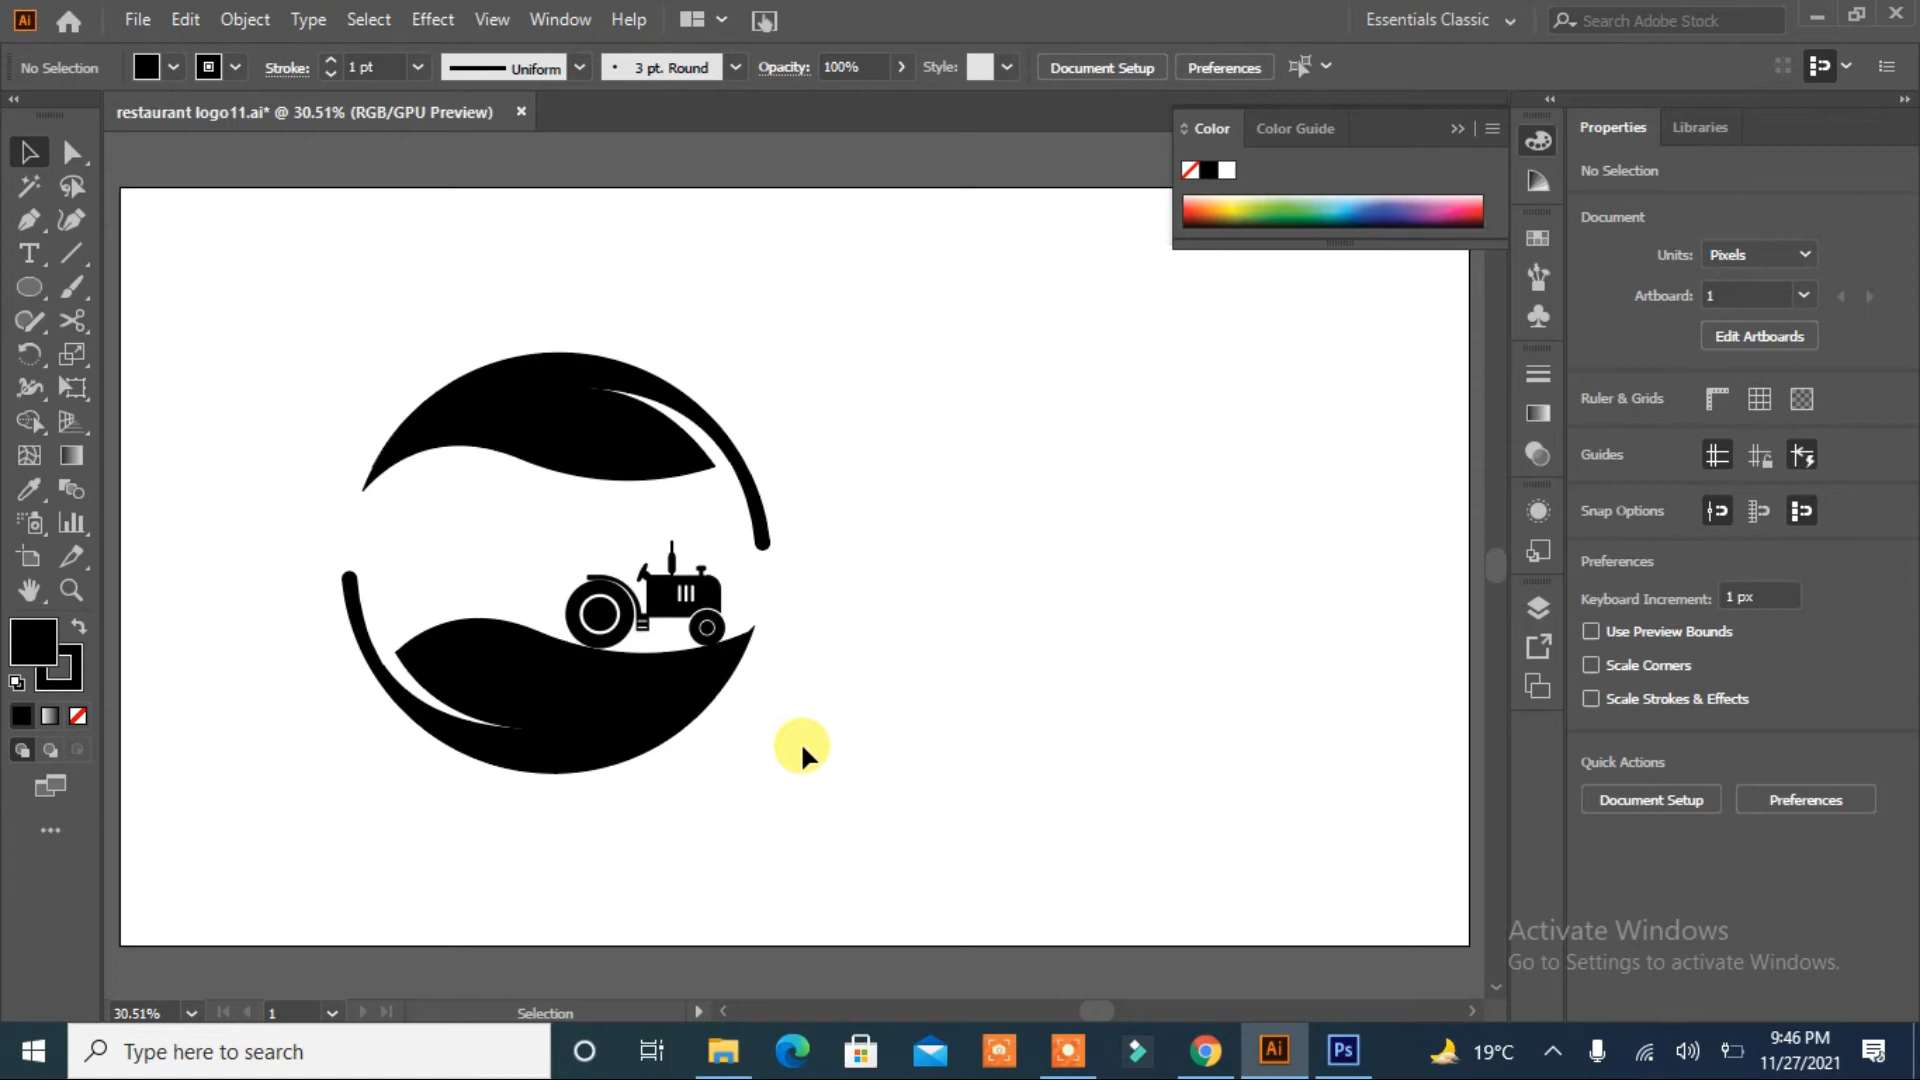 Ai File Edit Object Type Select Effect View Window Help Essentials Classic Search Adobe Stock
No Selection Stroke: 1 pt Uniform 3 pt. Round Opacity: 100% Style: Document Setup Preferences
restaurant logo11.ai* @ 30.51% (RGB/GPU Preview)
Color Color Guide
Properties Libraries
No Selection
Document
Units: Pixels
Artboard: 1
Edit Artboards
Ruler & Grids
Guides
Snap Options
Preferences
Keyboard Increment: 1 px
Use Preview Bounds
Scale Corners
Scale Strokes & Effects
Quick Actions
Document Setup Preferences
Activate Windows
Go to Settings to activate Windows.
30.51% 1 Selection
Type here to search Ai Ps 19°C 9:46 PM
11/27/2021